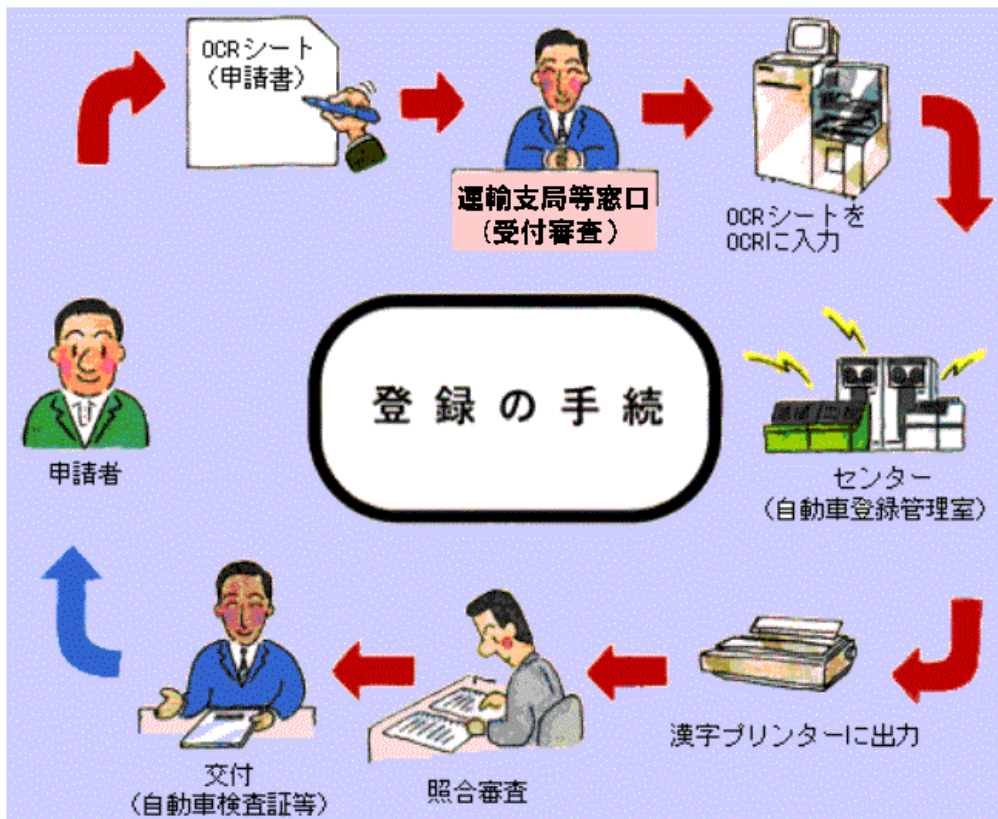 OCRシート
(申請書)
運輸支局等窓口
(受付審査)
OCRシートを
OCRに入力
登録の手続
申請者
センター
(自動車登録管理室)
漢字プリンターに出力
照合審査
交付
(自動車検査証等)